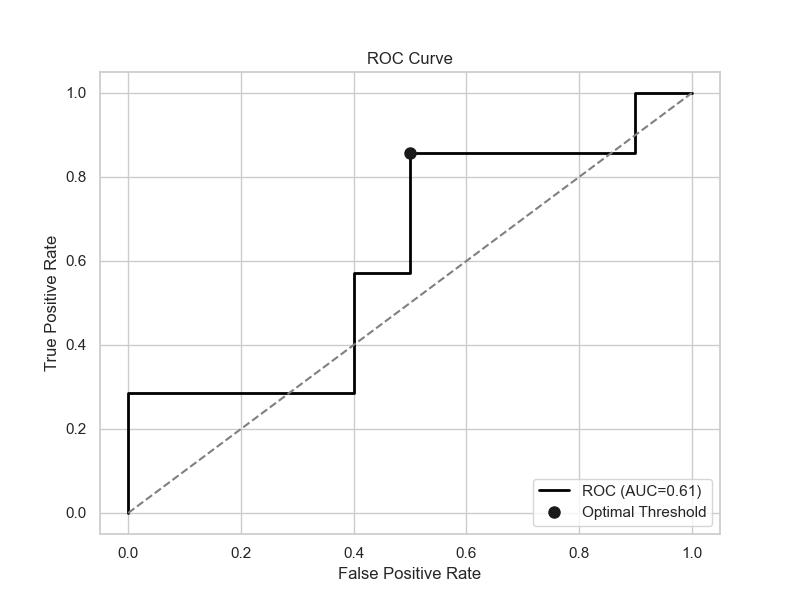 ROC Curve
True Positive Rate
1.0
0.8
0.6
0.4
0.2
0.0
0.0 0.2 0.4 0.6 0.8 1.0
False Positive Rate
ROC (AUC=0.61)
Optimal Threshold